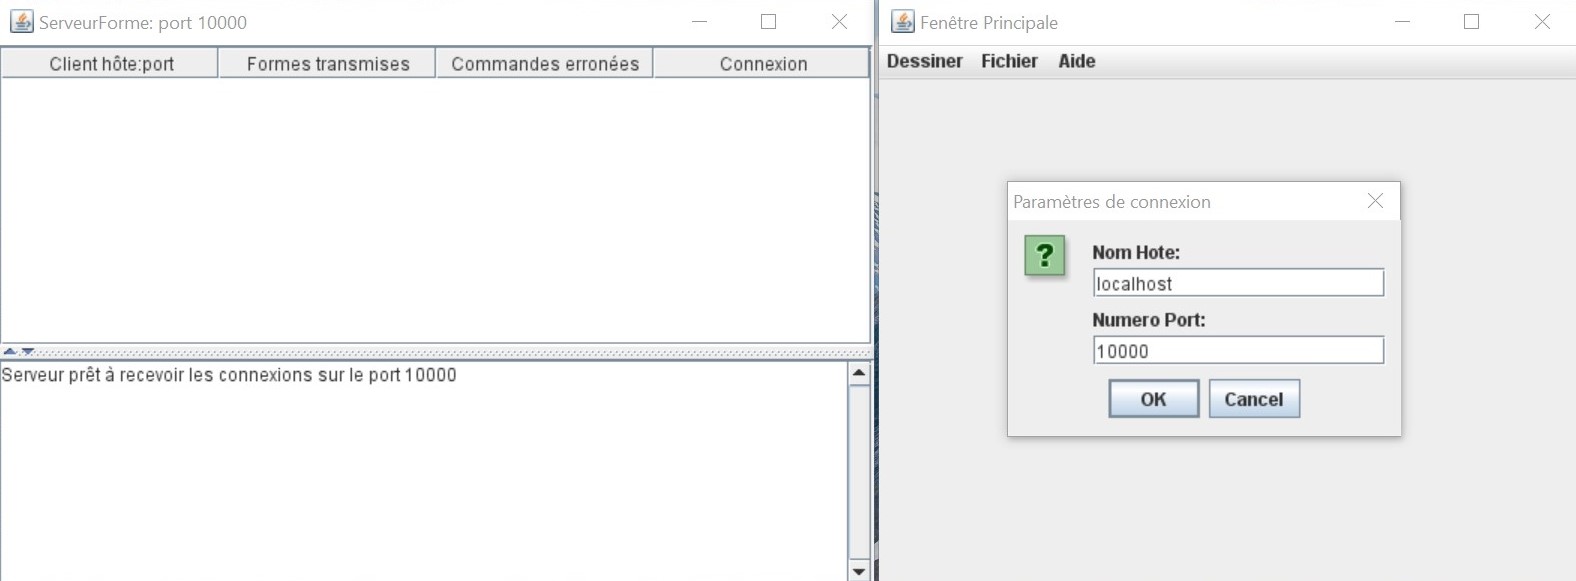 ServeurForme: port 10000
Client hôte:port Formes transmises Commandes erronées Connexion
Serveur prêt à recevoir les connexions sur le port 10000
Fenêtre Principale
Dessiner Fichier Aide
Paramètres de connexion
?
Nom Hote:
localhost
Numero Port:
10000
OK Cancel